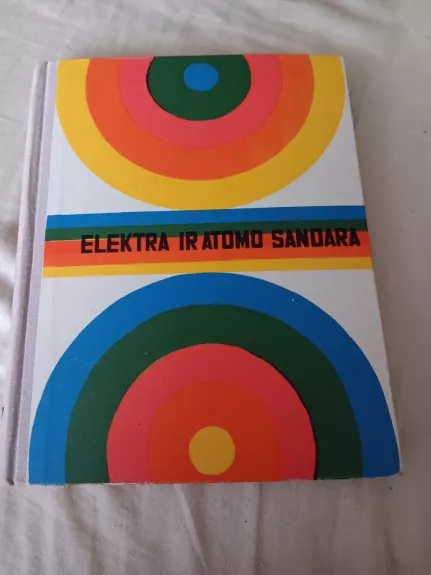 ELEKTRA IR ATOMO SANDARA